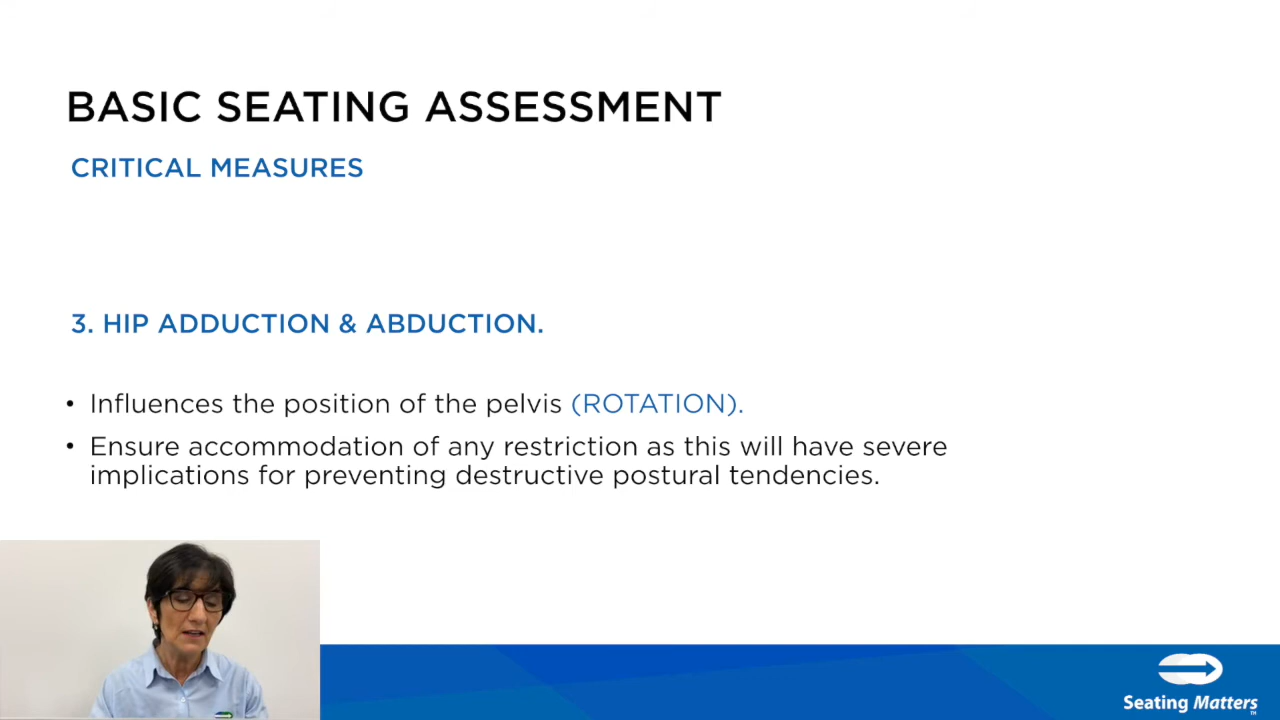 BASIC SEATING ASSESSMENT
CRITICAL MEASURES
3. HIP ADDUCTION & ABDUCTION.
• Influences the position of the pelvis (ROTATION).
• Ensure accommodation of any restriction as this will have severe
implications for preventing destructive postural tendencies.
Seating Matters
TM